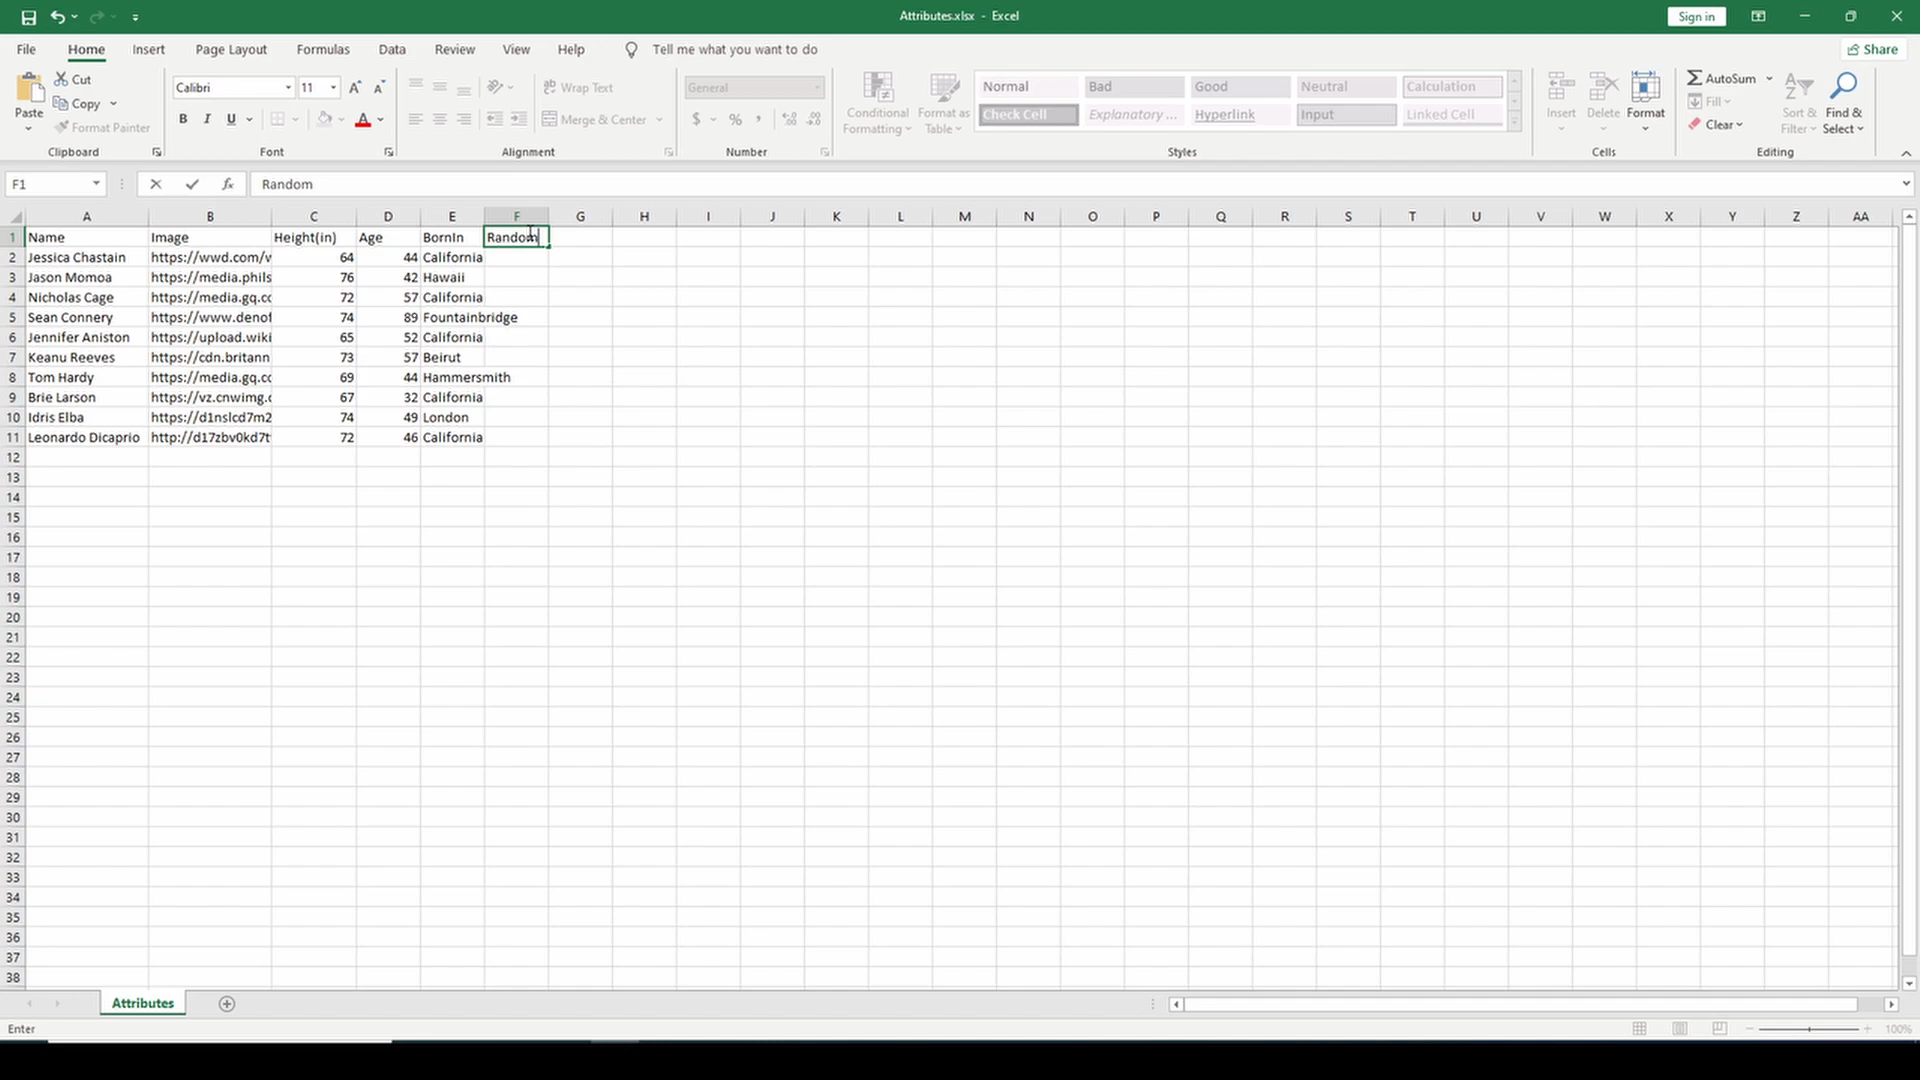 Attributes.xlsx - Excel
Sign in
File Home Insert Page Layout Formulas Data Review View Help Tell me what you want to do Share
Paste
Cut
Copy
Format Painter
Clipboard
Calibri 11
B I U A
Font
Wrap Text
Merge & Center
Alignment
General
$ % ,
Number
Conditional Formatting
Format as Table
Normal Bad Good Neutral Calculation
Check Cell Explanatory ... Hyperlink Input Linked Cell
Styles
Insert Delete Format
Cells
AutoSum
Fill
Clear
Sort & Filter
Find & Select
Editing
F1 fx Random
A B C D E F G H I J K L M N O P Q R S T U V W X Y Z AA
1 Name Image Height(in) Age BornIn Random
2 Jessica Chastain https://wwd.com/v 64 44 California
3 Jason Momoa https://media.phils 76 42 Hawaii
4 Nicholas Cage https://media.gq.cc 72 57 California
5 Sean Connery https://www.denof 74 89 Fountainbridge
6 Jennifer Aniston https://upload.wiki 65 52 California
7 Keanu Reeves https://cdn.britann 73 57 Beirut
8 Tom Hardy https://media.gq.cc 69 44 Hammersmith
9 Brie Larson https://vz.cnwimg.c 67 32 California
10 Idris Elba https://d1nslcd7m2 74 49 London
11 Leonardo Dicaprio http://d17zbv0kd7t 72 46 California
12
13
14
15
16
17
18
19
20
21
22
23
24
25
26
27
28
29
30
31
32
33
34
35
36
37
38
Attributes
Enter
100%